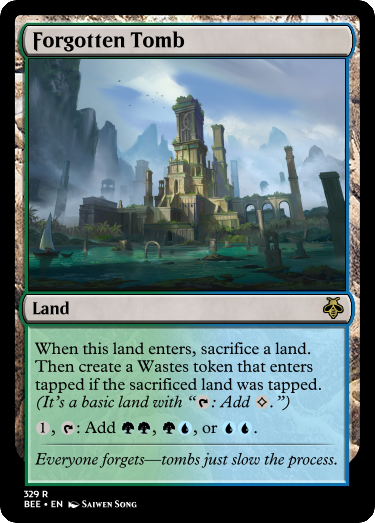 Forgotten Tomb
Land
When this land enters, sacrifice a land.
Then create a Wastes token that enters
tapped if the sacrificed land was tapped.
(It's a basic land with “: Add .”)
1, : Add , , or .
Everyone forgets—tombs just slow the process.
329 R
BEE • EN Saiwen Song